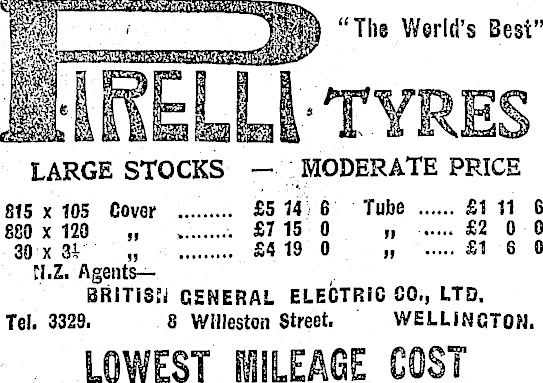 "The World's Best"
PIRELLI TYRES
LARGE STOCKS — MODERATE PRICE
815 x 105 Cover ......... £5 14 6 Tube ...... £1 11 6
880 x 120 „ ......... £7 15 0 „ ..... £2 0 0
30 x 3½ „ ......... £4 19 0 „ ..... £1 6 0
N.Z. Agents—
BRITISH GENERAL ELECTRIC CO., LTD.
Tel. 3329. 8 Willeston Street. WELLINGTON.
LOWEST MILEAGE COST